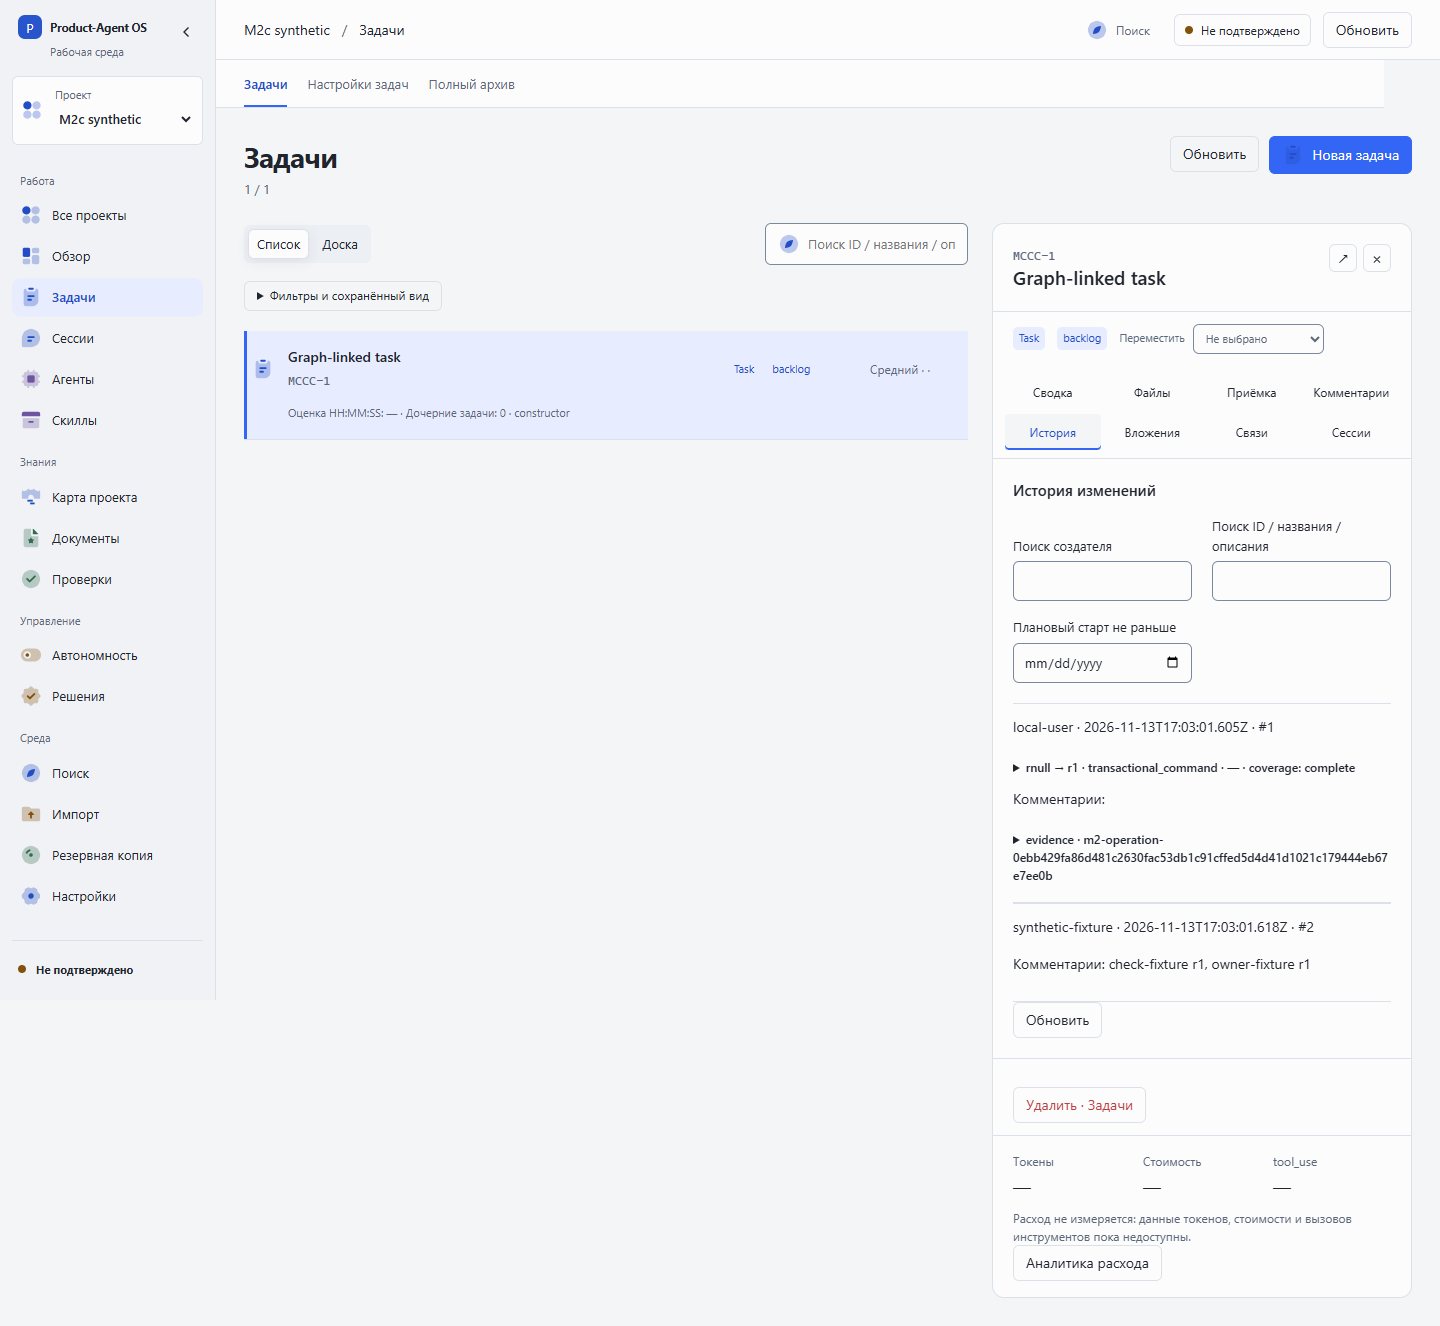 P
Product-Agent OS
Рабочая среда
Проект
M2c synthetic
Работа
Все проекты
Обзор
Задачи
Сессии
Агенты
Скиллы
Знания
Карта проекта
Документы
Проверки
Управление
Автономность
Решения
Среда
Поиск
Импорт
Резервная копия
Настройки
Не подтверждено
M2c synthetic / Задачи
Поиск
Не подтверждено
Обновить
Задачи
Настройки задач
Полный архив
Задачи
1 / 1
Обновить
Новая задача
Список
Доска
Поиск ID / названия / оп
Фильтры и сохранённый вид
Graph-linked task
MCCC-1
Task
backlog
Средний · ·
Оценка HH:MM:SS: — · Дочерние задачи: 0 · constructor
MCCC-1
Graph-linked task
Task
backlog
Переместить
Не выбрано
Сводка
Файлы
Приёмка
Комментарии
История
Вложения
Связи
Сессии
История изменений
Поиск создателя
Поиск ID / названия /
описания
Плановый старт не раньше
mm/dd/yyyy
local-user · 2026-11-13T17:03:01.605Z · #1
rnull → r1 · transactional_command · — · coverage: complete
Комментарии:
evidence · m2-operation-
0ebb429fa86d481c2630fac53db1c91cffed5d4d41d1021c179444eb67
e7ee0b
synthetic-fixture · 2026-11-13T17:03:01.618Z · #2
Комментарии: check-fixture r1, owner-fixture r1
Обновить
Удалить · Задачи
Токены
Стоимость
tool_use
—
—
—
Расход не измеряется: данные токенов, стоимости и вызовов
инструментов пока недоступны.
Аналитика расхода